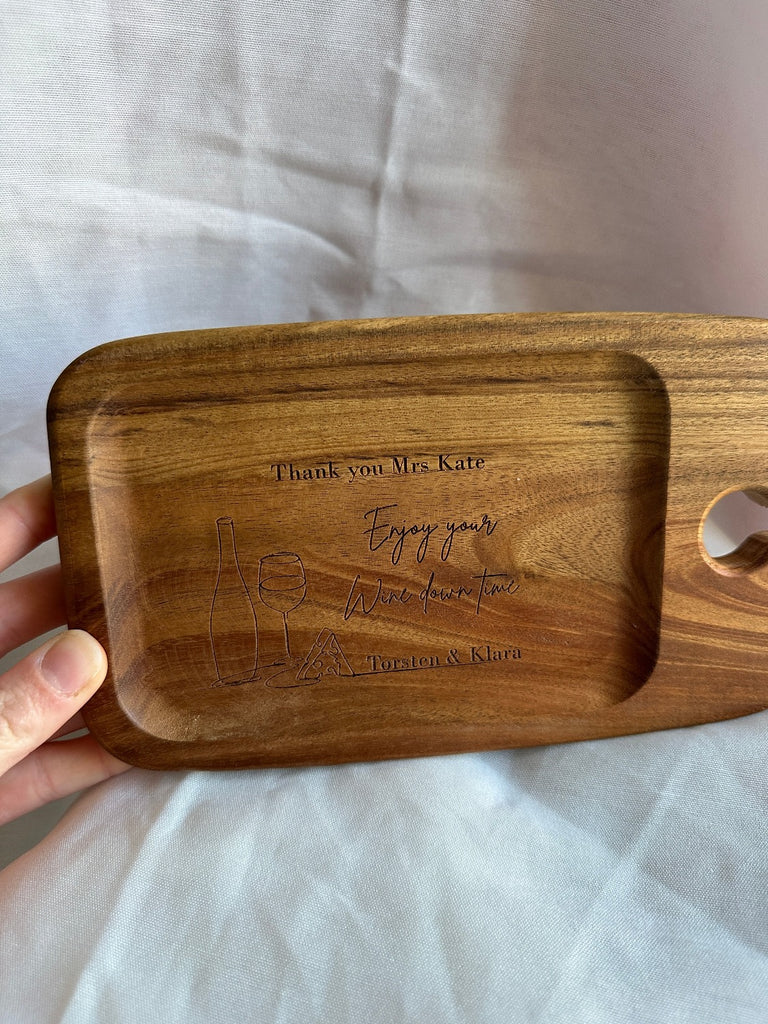 Thank you Mrs Kate
Enjoy your
Wine down time
Torsten & Klara